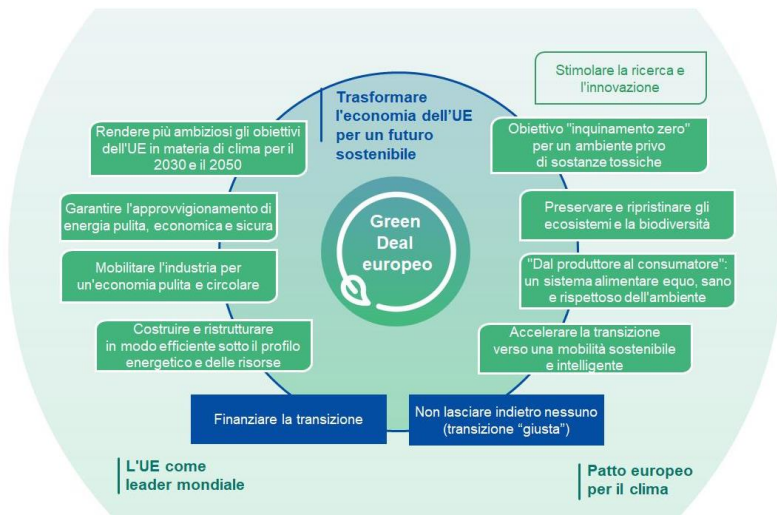 Stimolare la ricerca e
l'innovazione
Trasformare
l'economia dell'UE
per un futuro
sostenibile
Rendere più ambiziosi gli obiettivi
dell'UE in materia di clima per il
2030 e il 2050
Obiettivo "inquinamento zero"
per un ambiente privo
di sostanze tossiche
Garantire l'approvvigionamento di
energia pulita, economica e sicura
Preservare e ripristinare gli
ecosistemi e la biodiversità
Green
Deal
europeo
Mobilitare l'industria per
un'economia pulita e circolare
"Dal produttore al consumatore":
un sistema alimentare equo, sano
e rispettoso dell'ambiente
Costruire e ristrutturare
in modo efficiente sotto il profilo
energetico e delle risorse
Accelerare la transizione
verso una mobilità sostenibile
e intelligente
Finanziare la transizione
Non lasciare indietro nessuno
(transizione “giusta”)
L'UE come
leader mondiale
Patto europeo
per il clima